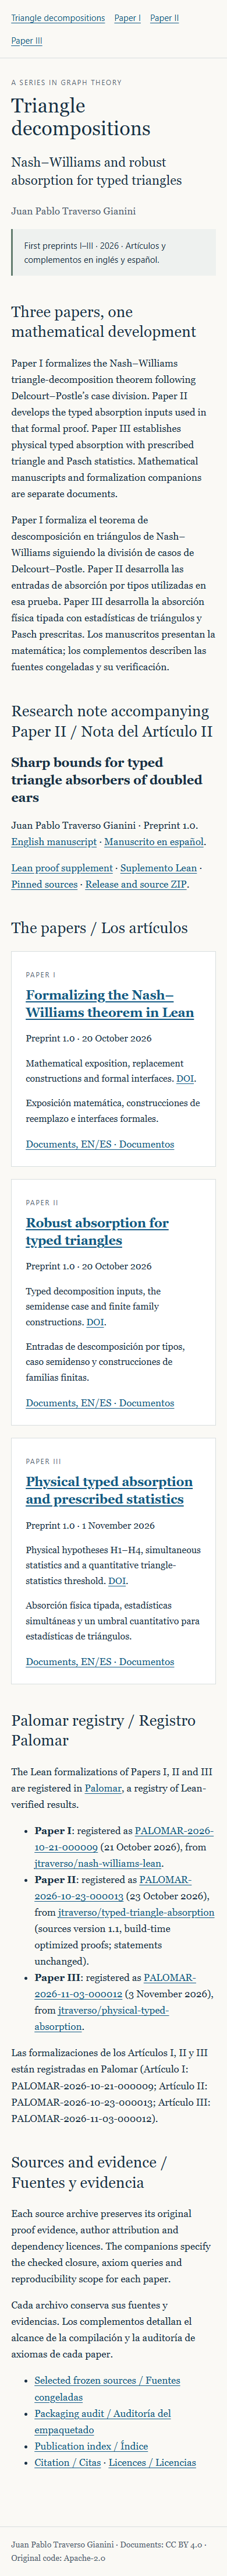 Triangle decompositions Paper I Paper II
Paper III
A SERIES IN GRAPH THEORY
Triangle
decompositions
Nash–Williams and robust
absorption for typed triangles
Juan Pablo Traverso Gianini
First preprints I–III · 2026 · Artículos y
complementos en inglés y español.
Three papers, one
mathematical development
Paper I formalizes the Nash–Williams
triangle-decomposition theorem following
Delcourt–Postle's case division. Paper II
develops the typed absorption inputs used in
that formal proof. Paper III establishes
physical typed absorption with prescribed
triangle and Pasch statistics. Mathematical
manuscripts and formalization companions
are separate documents.
Paper I formaliza el teorema de
descomposición en triángulos de Nash–
Williams siguiendo la división de casos de
Delcourt–Postle. Paper II desarrolla las
entradas de absorción por tipos utilizadas en
esa prueba. Paper III desarrolla la absorción
física tipada con estadísticas de triángulos y
Pasch prescritas. Los manuscritos presentan la
matemática; los complementos describen las
fuentes congeladas y su verificación.
Research note accompanying
Paper II / Nota del Artículo II
Sharp bounds for typed
triangle absorbers of doubled
ears
Juan Pablo Traverso Gianini · Preprint 1.0.
English manuscript · Manuscrito en español.
Lean proof supplement · Suplemento Lean ·
Pinned sources · Release and source ZIP.
The papers / Los artículos
PAPER I
Formalizing the Nash–
Williams theorem in Lean
Preprint 1.0 · 20 October 2026
Mathematical exposition, replacement
constructions and formal interfaces. DOI.
Exposición matemática, construcciones de
reemplazo e interfaces formales.
Documents, EN/ES · Documentos
PAPER II
Robust absorption for
typed triangles
Preprint 1.0 · 20 October 2026
Typed decomposition inputs, the
semidense case and finite family
constructions. DOI.
Entradas de descomposición por tipos,
caso semidenso y construcciones de
familias finitas.
Documents, EN/ES · Documentos
PAPER III
Physical typed absorption
and prescribed statistics
Preprint 1.0 · 1 November 2026
Physical hypotheses H1–H4, simultaneous
statistics and a quantitative triangle-
statistics threshold. DOI.
Absorción física tipada, estadísticas
simultáneas y un umbral cuantitativo para
estadísticas de triángulos.
Documents, EN/ES · Documentos
Palomar registry / Registro
Palomar
The Lean formalizations of Papers I, II and III
are registered in Palomar, a registry of Lean-
verified results.
• Paper I: registered as PALOMAR-2026-
10-21-000009 (21 October 2026), from
jtraverso/nash-williams-lean.
• Paper II: registered as PALOMAR-
2026-10-23-000013 (23 October 2026),
from jtraverso/typed-triangle-absorption
(sources version 1.1, build-time
optimized proofs; statements
unchanged).
• Paper III: registered as PALOMAR-
2026-11-03-000012 (3 November 2026),
from jtraverso/physical-typed-
absorption.
Las formalizaciones de los Artículos I, II y III
están registradas en Palomar (Artículo I:
PALOMAR-2026-10-21-000009; Artículo II:
PALOMAR-2026-10-23-000013; Artículo III:
PALOMAR-2026-11-03-000012).
Sources and evidence /
Fuentes y evidencia
Each source archive preserves its original
proof evidence, author attribution and
dependency licences. The companions specify
the checked closure, axiom queries and
reproducibility scope for each paper.
Cada archivo conserva sus fuentes y
evidencias. Los complementos detallan el
alcance de la compilación y la auditoría de
axiomas de cada paper.
• Selected frozen sources / Fuentes
congeladas
• Packaging audit / Auditoría del
empaquetado
• Publication index / Índice
• Citation / Citas · Licences / Licencias
Juan Pablo Traverso Gianini · Documents: CC BY 4.0 ·
Original code: Apache-2.0